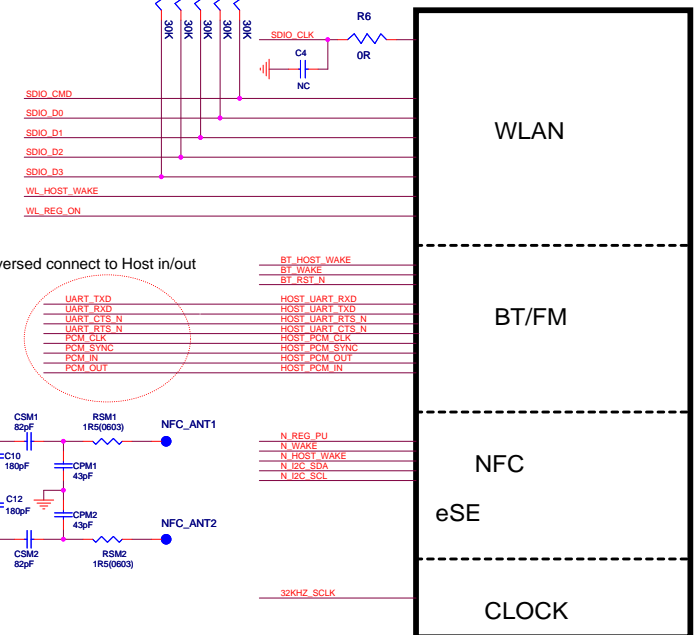 R6
30K
30K
30K
30K
30K
SDIO_CLK
0R
C4
NC
SDIO_CMD
SDIO_D0
SDIO_D1
SDIO_D2
SDIO_D3
WL_HOST_WAKE
WL_REG_ON
WLAN
versed connect to Host in/out
BT_HOST_WAKE
BT_WAKE
BT_RST_N
UART_TXD HOST_UART_RXD
UART_RXD HOST_UART_TXD
UART_CTS_N HOST_UART_RTS_N
UART_RTS_N HOST_UART_CTS_N
PCM_CLK HOST_PCM_CLK
PCM_SYNC HOST_PCM_SYNC
PCM_IN HOST_PCM_OUT
PCM_OUT HOST_PCM_IN
BT/FM
CSM1
82pF
RSM1
1R5(0603)
NFC_ANT1
C10
180pF
CPM1
43pF
C12
180pF
CPM2
43pF
NFC_ANT2
CSM2
82pF
RSM2
1R5(0603)
N_REG_PU
N_WAKE
N_HOST_WAKE
N_I2C_SDA
N_I2C_SCL
NFC
eSE
32KHZ_SCLK
CLOCK